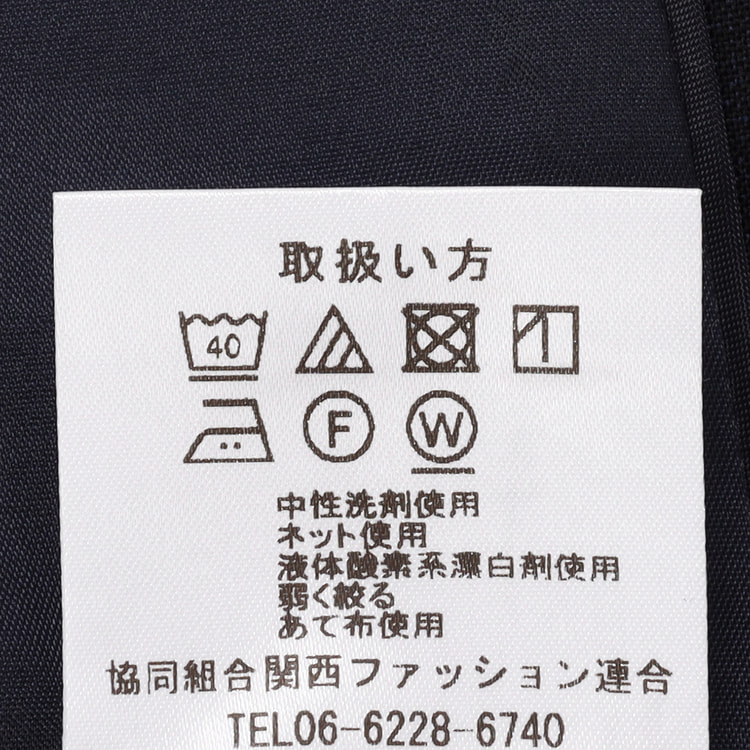 取扱い方
40
F W
中性洗剤使用
ネット使用
液体酸素系漂白剤使用
弱く絞る
あて布使用
協同組合関西ファッション連合
TEL06-6228-6740